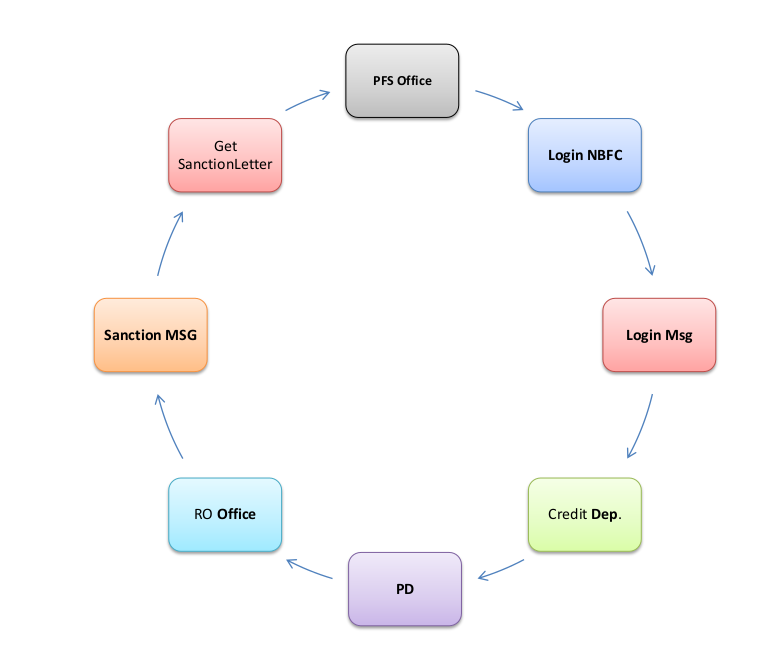 PFS Office
Login NBFC
Login Msg
Credit Dep.
PD
RO Office
Sanction MSG
Get
SanctionLetter